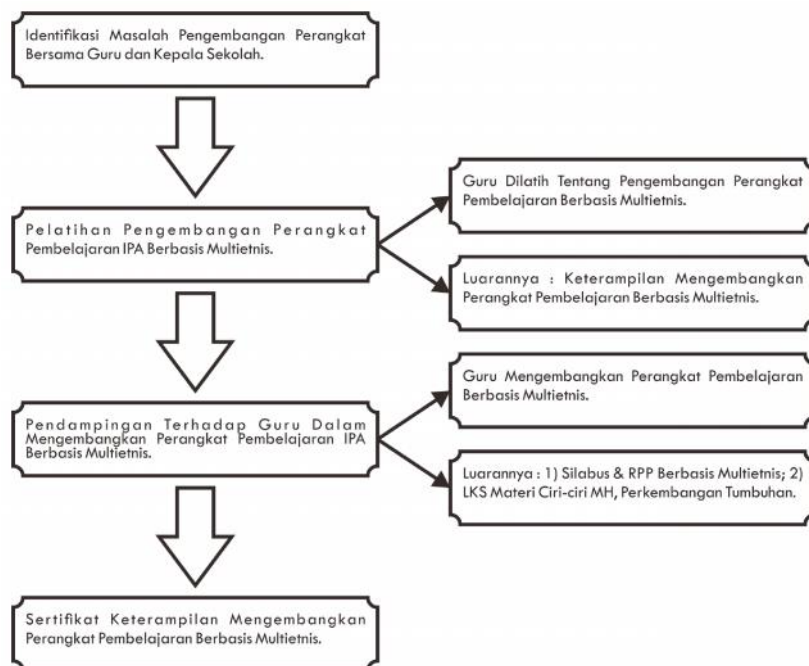 Identifikasi Masalah Pengembangan Perangkat
Bersama Guru dan Kepala Sekolah.
Pelatihan Pengembangan Perangkat
Pembelajaran IPA Berbasis Multietnis.
Guru Dilatih Tentang Pengembangan Perangkat
Pembelajaran Berbasis Multietnis.
Luarannya : Keterampilan Mengembangkan
Perangkat Pembelajaran Berbasis Multietnis.
Pendampingan Terhadap Guru Dalam
Mengembangkan Perangkat Pembelajaran IPA
Berbasis Multietnis.
Guru Mengembangkan Perangkat Pembelajaran
Berbasis Multietnis.
Luarannya : 1) Silabus & RPP Berbasis Multietnis; 2)
LKS Materi Ciri-ciri MH, Perkembangan Tumbuhan.
Sertifikat Keterampilan Mengembangkan
Perangkat Pembelajaran Berbasis Multietnis.